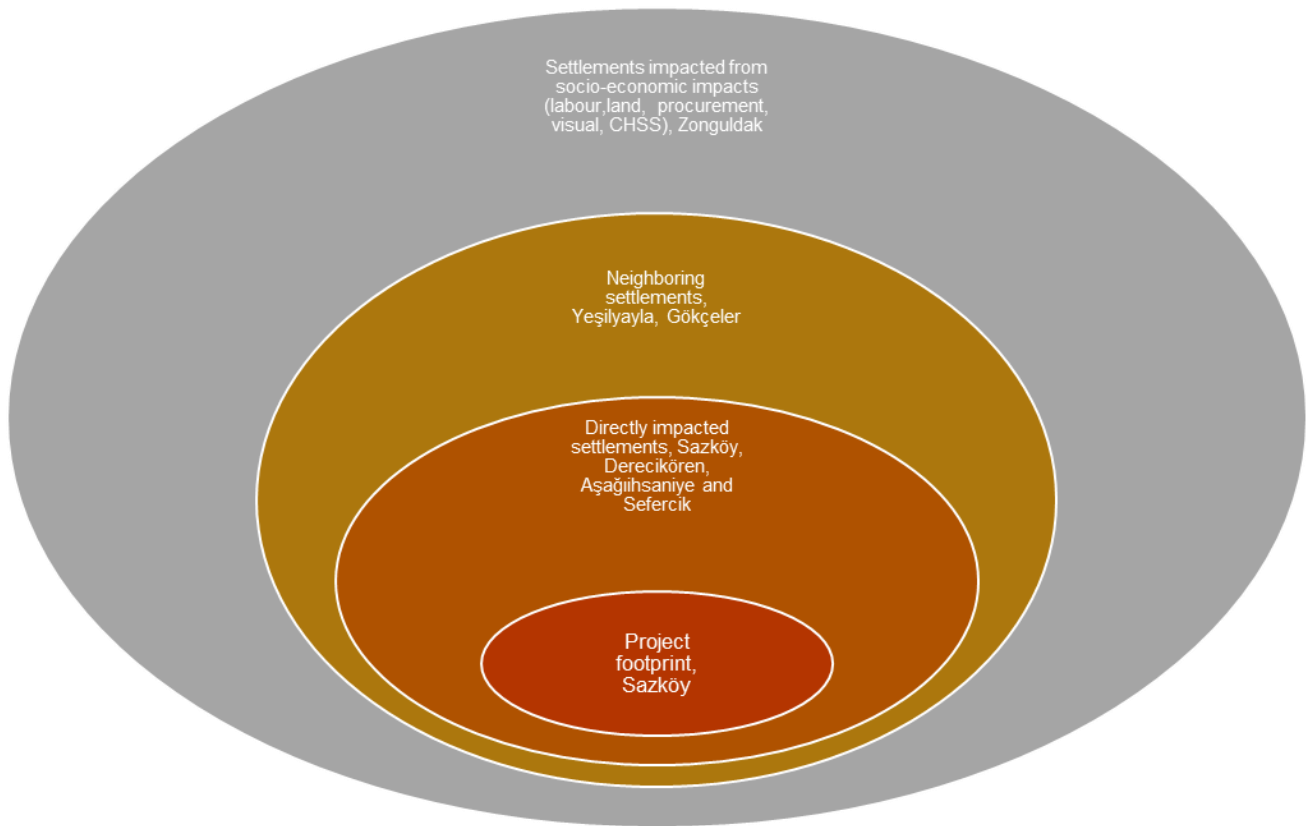 Settlements impacted from
socio-economic impacts
(labour,land, procurement,
visual, CHSS), Zonguldak
Neighboring
settlements,
Yeşilyayla, Gökçeler
Directly impacted
settlements, Sazköy,
Derecikören,
Aşağıihsaniye and
Sefercik
Project
footprint,
Sazköy